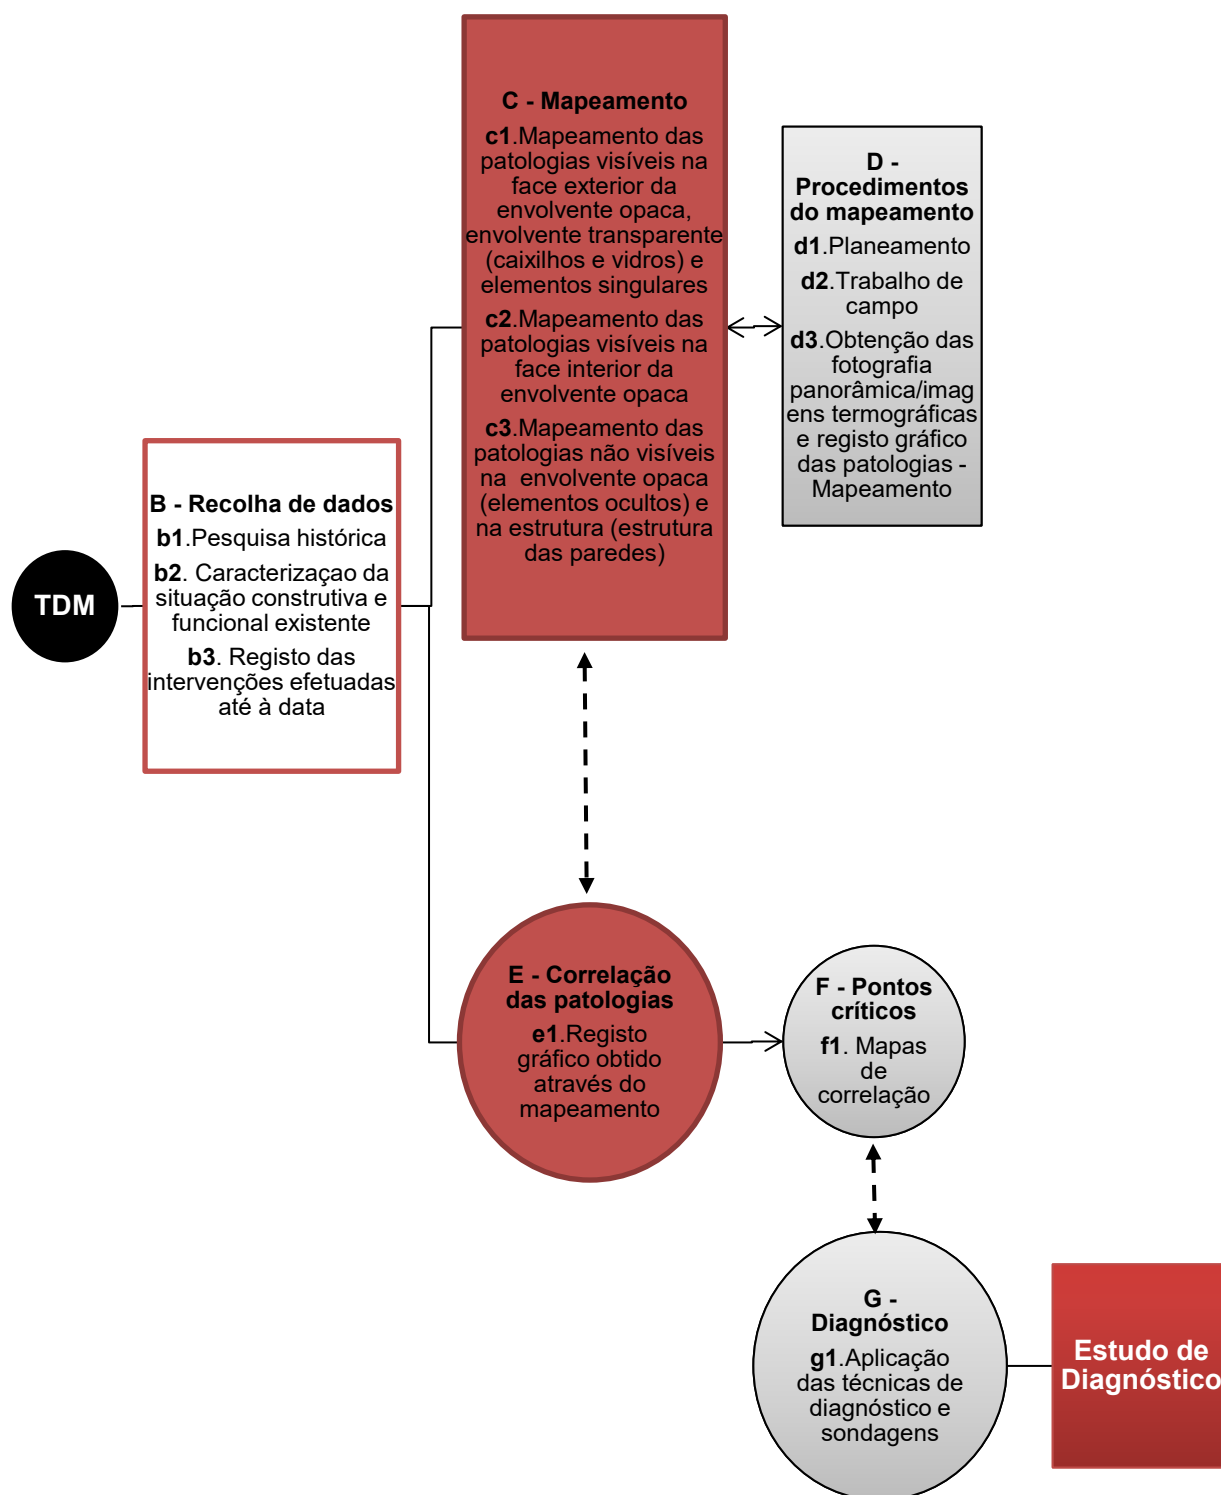 TDM
B - Recolha de dados
b1.Pesquisa histórica
b2. Caracterizaçao da
situação construtiva e
funcional existente
b3. Registo das
intervenções efetuadas
até à data
C - Mapeamento
c1.Mapeamento das
patologias visíveis na
face exterior da
envolvente opaca,
envolvente transparente
(caixilhos e vidros) e
elementos singulares
c2.Mapeamento das
patologias visíveis na
face interior da
envolvente opaca
c3.Mapeamento das
patologias não visíveis
na envolvente opaca
(elementos ocultos) e
na estrutura (estrutura
das paredes)
D -
Procedimentos
do mapeamento
d1.Planeamento
d2.Trabalho de
campo
d3.Obtenção das
fotografia
panorâmica/imag
ens termográficas
e registo gráfico
das patologias -
Mapeamento
E - Correlação
das patologias
e1.Registo
gráfico obtido
através do
mapeamento
F - Pontos
críticos
f1. Mapas
de
correlação
G -
Diagnóstico
g1.Aplicação
das técnicas de
diagnóstico e
sondagens
Estudo de
Diagnóstico